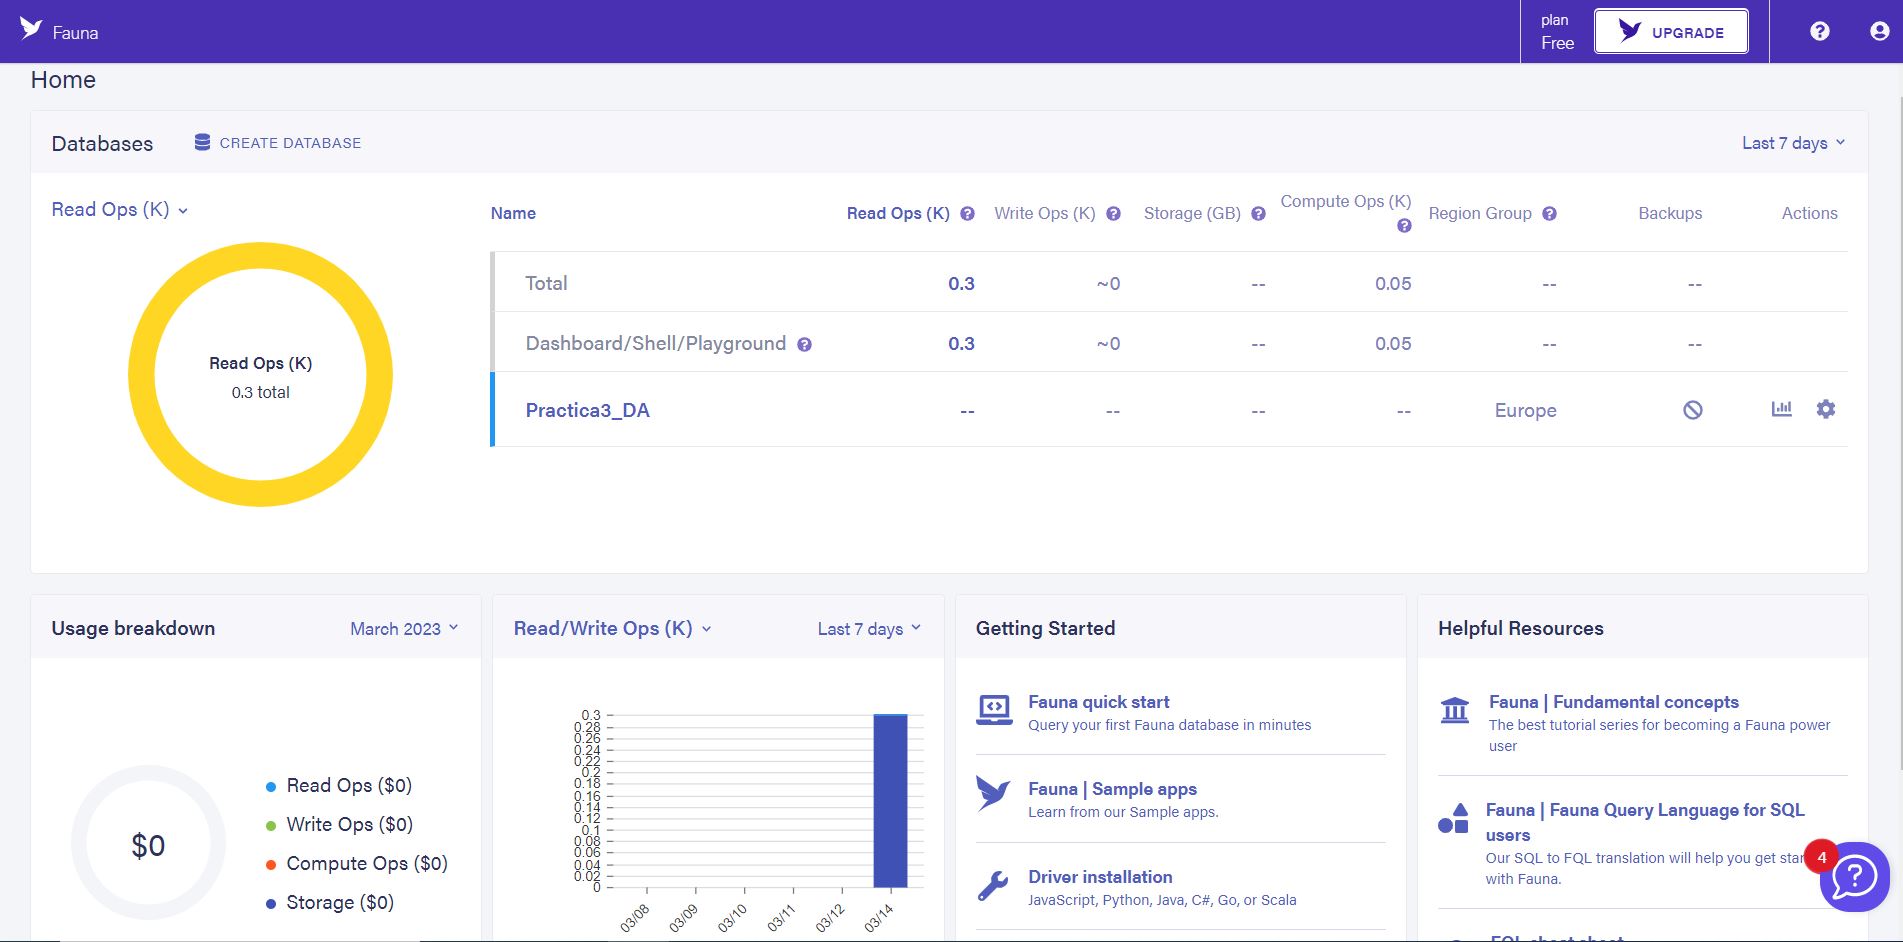 Fauna
plan
Free
UPGRADE
Home
Databases
CREATE DATABASE
Last 7 days
Read Ops (K)
Read Ops (K)
0.3 total
Name
Read Ops (K)
Write Ops (K)
Storage (GB)
Compute Ops (K)
Region Group
Backups
Actions
Total
0.3
~0
--
0.05
--
--
Dashboard/Shell/Playground
0.3
~0
--
0.05
--
--
Practica3_DA
--
--
--
--
Europe
Usage breakdown
March 2023
$0
Read Ops ($0)
Write Ops ($0)
Compute Ops ($0)
Storage ($0)
Read/Write Ops (K)
Last 7 days
0.3
0.28
0.26
0.24
0.22
0.2
0.18
0.16
0.14
0.12
0.1
0.08
0.06
0.04
0.02
0
03/08
03/09
03/10
03/11
03/12
03/14
Getting Started
Fauna quick start
Query your first Fauna database in minutes
Fauna | Sample apps
Learn from our Sample apps.
Driver installation
JavaScript, Python, Java, C#, Go, or Scala
Helpful Resources
Fauna | Fundamental concepts
The best tutorial series for becoming a Fauna power
user
Fauna | Fauna Query Language for SQL
users
Our SQL to FQL translation will help you get star
with Fauna.
4